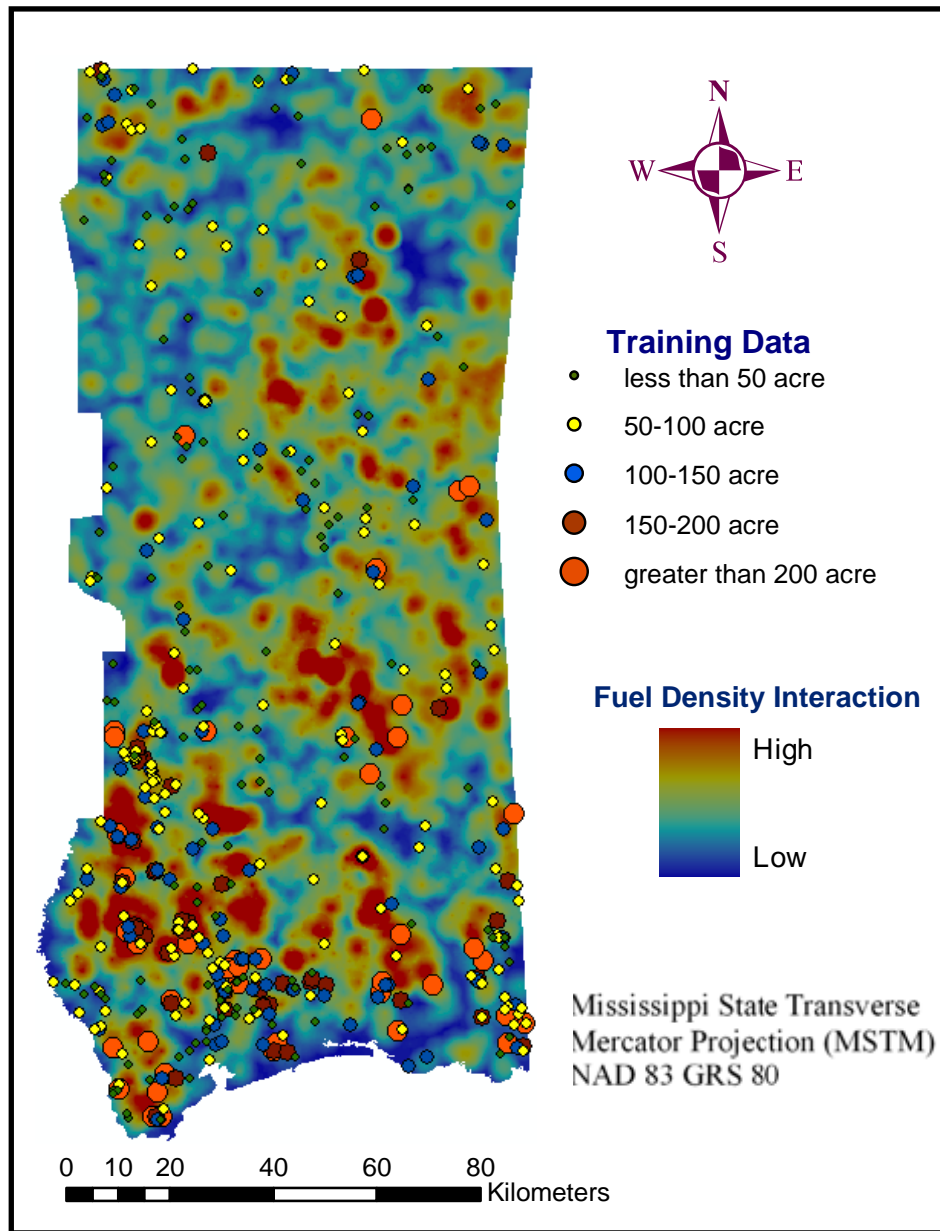 N
W E
S
Training Data
less than 50 acre
50-100 acre
100-150 acre
150-200 acre
greater than 200 acre
Fuel Density Interaction
High
Low
Mississippi State Transverse
Mercator Projection (MSTM)
NAD 83 GRS 80
0 10 20 40 60 80
Kilometers